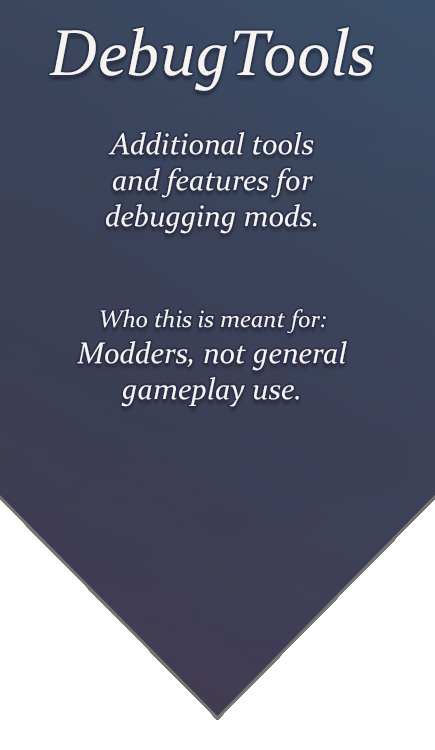 DebugTools
Additional tools
and features for
debugging mods.
Who this is meant for:
Modders, not general
gameplay use.